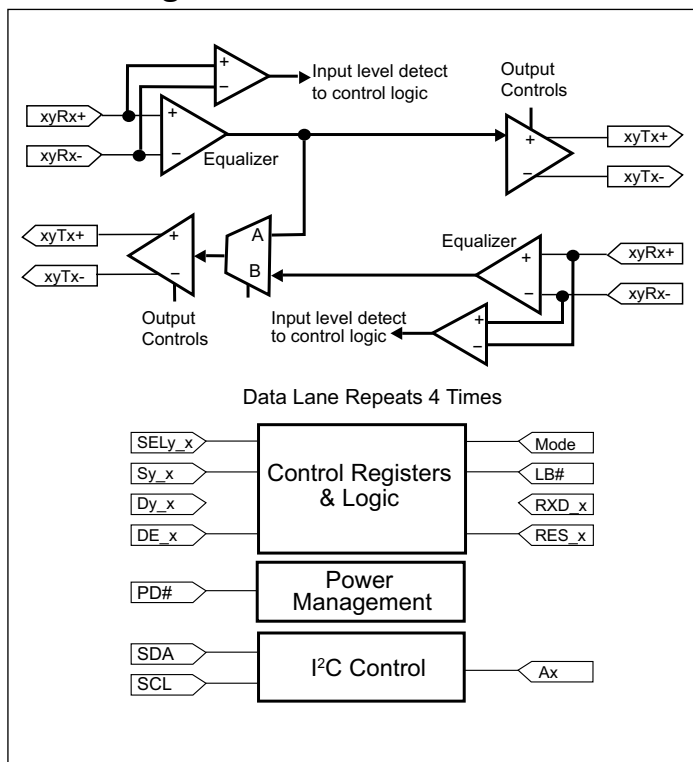 xyRx+
xyRx-
+
−
+
−
Equalizer
Input level detect
to control logic
Output
Controls
+
−
xyTx+
xyTx-
xyTx+
xyTx-
+
−
Output
Controls
A
B
Equalizer
+
−
xyRx+
xyRx-
Input level detect
to control logic
+
−
Data Lane Repeats 4 Times
SELy_x
Sy_x
Dy_x
DE_x
Control Registers
& Logic
Mode
LB#
RXD_x
RES_x
PD#
Power
Management
SDA
SCL
I²C Control
Ax